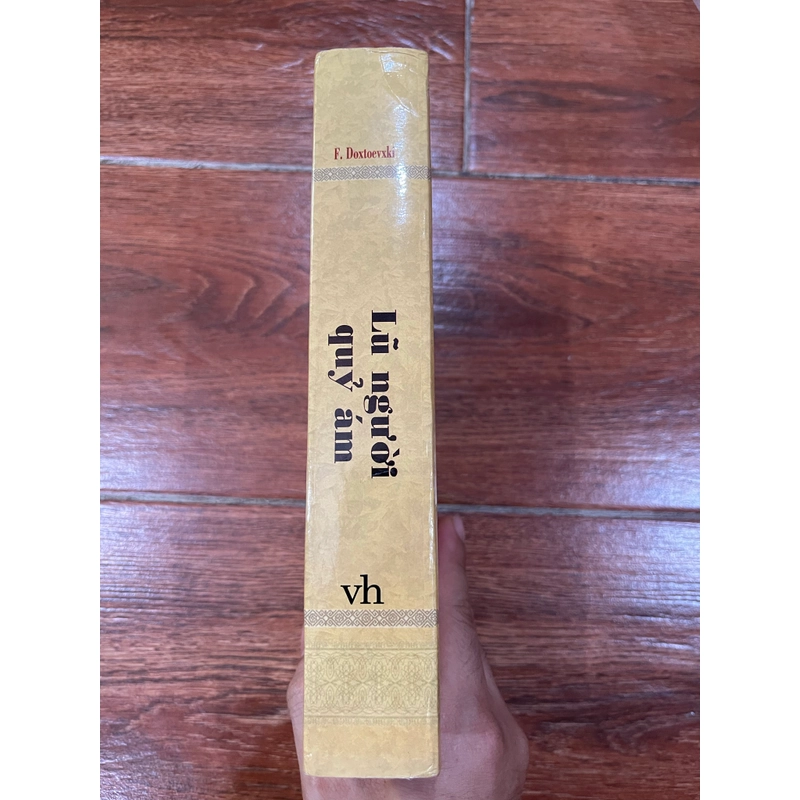 F. Doxtoevxki
Lũ người
quỷ ám
vh